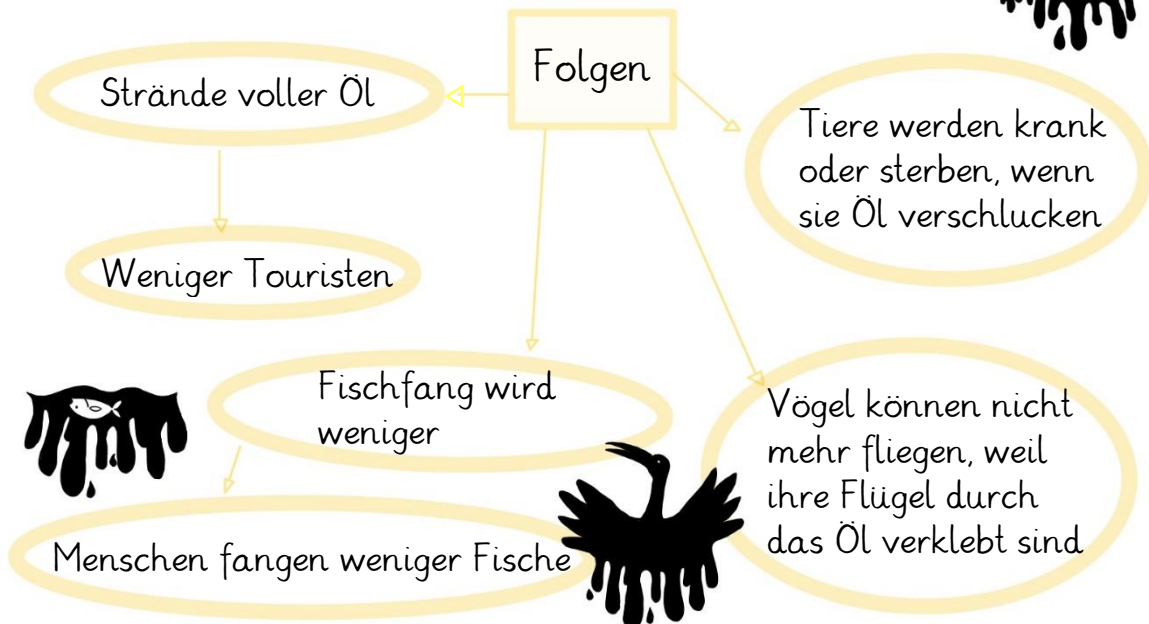 Folgen
Strände voller Öl
Tiere werden krank
oder sterben, wenn
sie Öl verschlucken
Weniger Touristen
Fischfang wird
weniger
Vögel können nicht
mehr fliegen, weil
ihre Flügel durch
das Öl verklebt sind
Menschen fangen weniger Fische